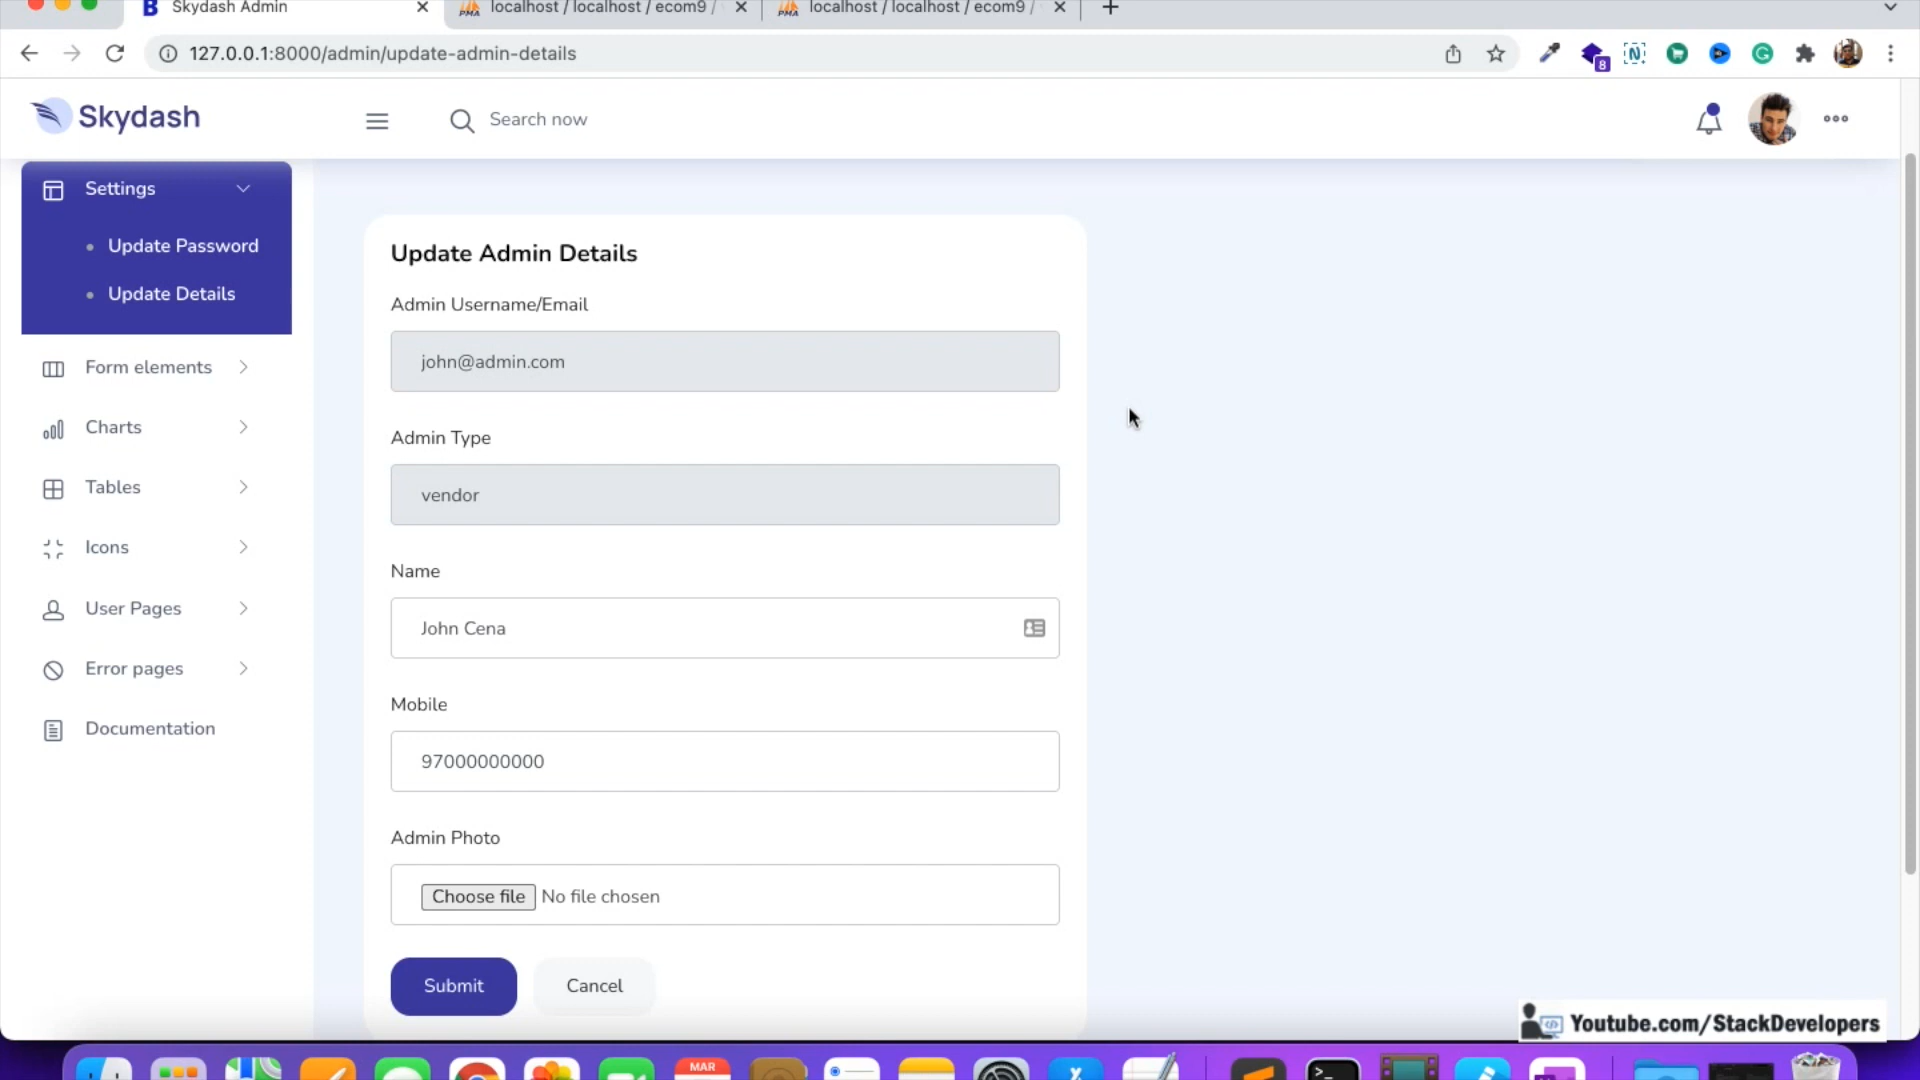 Skydash Admin
localhost / localhost / ecom9 /
localhost / localhost / ecom9 /
127.0.0.1:8000/admin/update-admin-details
8
Skydash
Search now
Settings
Update Password
Update Details
Form elements
Charts
Tables
Icons
User Pages
Error pages
Documentation
Update Admin Details
Admin Username/Email
john@admin.com
Admin Type
vendor
Name
John Cena
Mobile
97000000000
Admin Photo
Choose file No file chosen
Submit
Cancel
Youtube.com/StackDevelopers
MAR